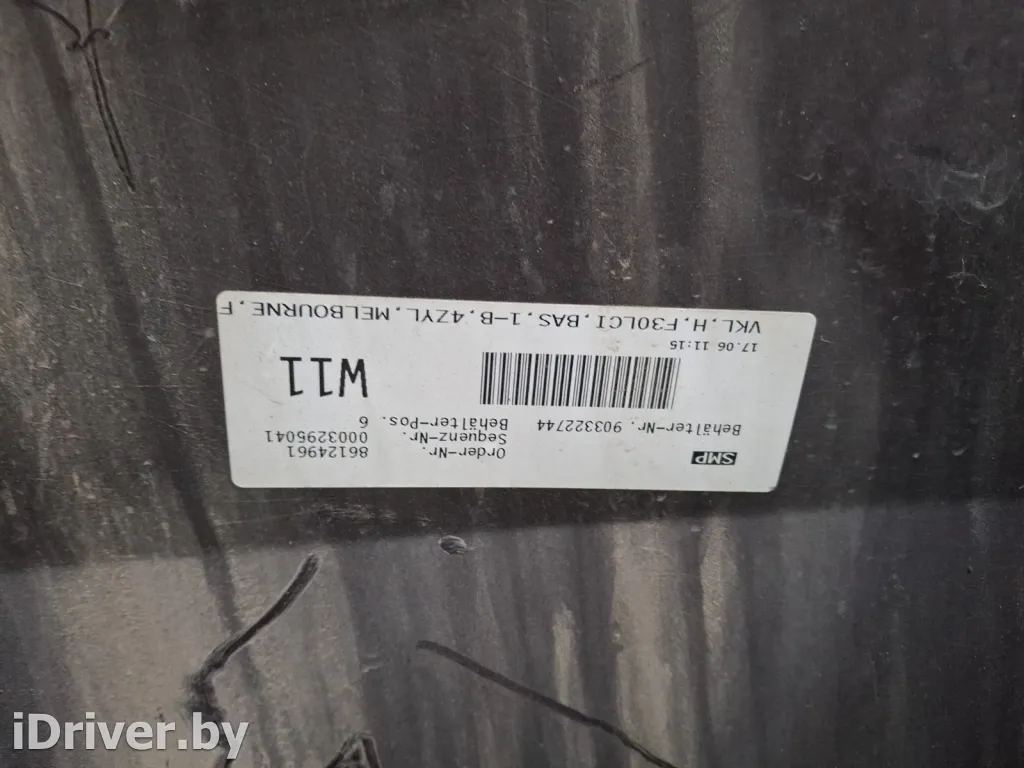 SMP
Order-Nr. 86124961
Sequenz-Nr. 0003295041
Behälter-Nr. 903322744 Behälter-Pos. 6
W11
17.06 11:15
VKL.H,F30LCI,BAS,1-B,4ZYL,MELBOURNE,F
iDriver.by